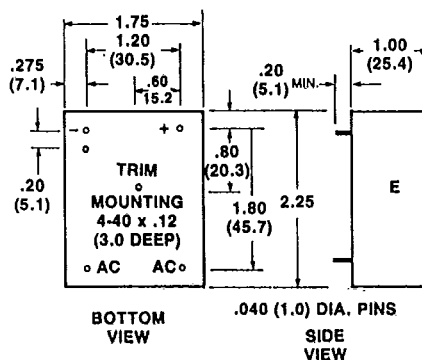 1.75
1.20
(30.5)
.275
(7.1)
.60
15.2
.20 MIN.
(5.1)
1.00
(25.4)
- +
.80
(20.3)
TRIM
.20
(5.1)
MOUNTING
4-40 x .12
(3.0 DEEP)
1.80
(45.7)
2.25
E
AC AC
.040 (1.0) DIA. PINS
BOTTOM
VIEW
SIDE
VIEW